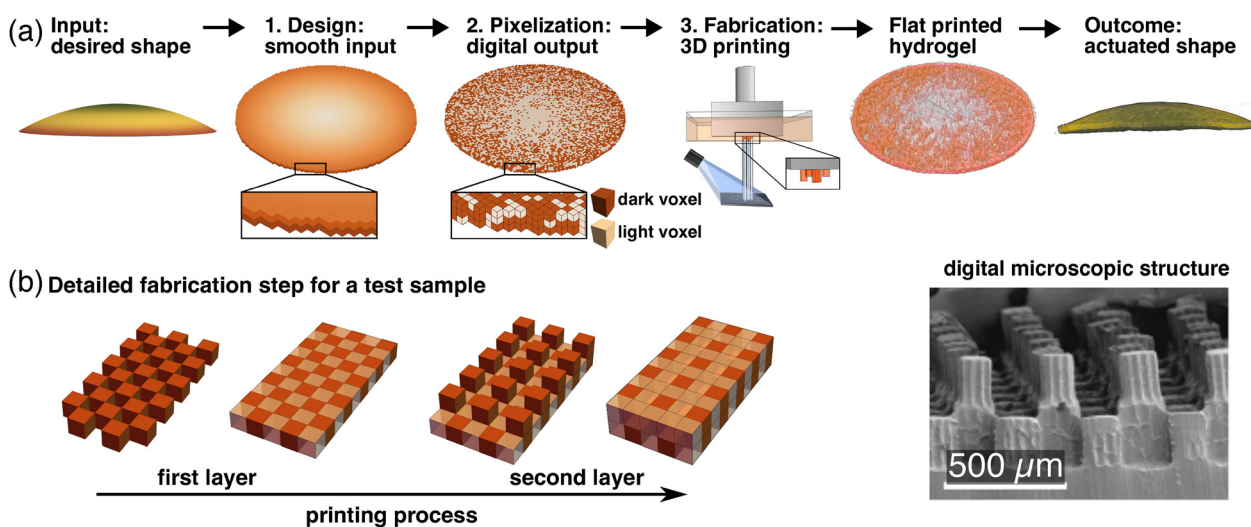 (a)
Input:
desired shape
1. Design:
smooth input
2. Pixelization:
digital output
3. Fabrication:
3D printing
Flat printed
hydrogel
Outcome:
actuated shape
dark voxel
light voxel
(b)
Detailed fabrication step for a test sample
first layer
second layer
printing process
digital microscopic structure
500 µm